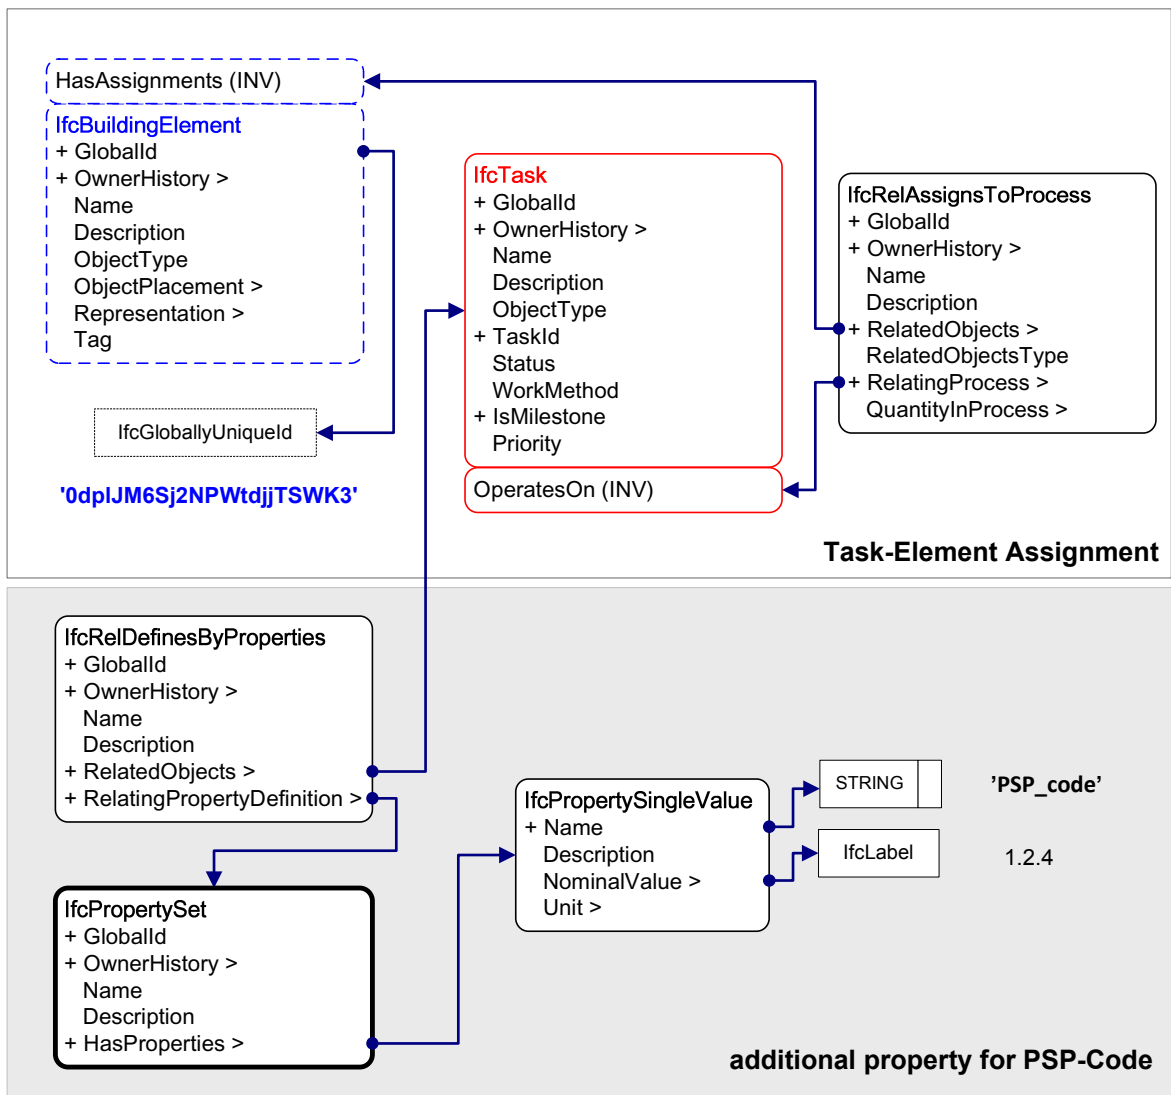 HasAssignments (INV)
IfcBuildingElement
+ GlobalId
+ OwnerHistory >
Name
Description
ObjectType
ObjectPlacement >
Representation >
Tag
IfcGloballyUniqueId
'0dplJM6Sj2NPWtdjjTSWK3'
IfcTask
+ GlobalId
+ OwnerHistory >
Name
Description
ObjectType
+ TaskId
Status
WorkMethod
+ IsMilestone
Priority
OperatesOn (INV)
IfcRelAssignsToProcess
+ GlobalId
+ OwnerHistory >
Name
Description
+ RelatedObjects >
RelatedObjectsType
+ RelatingProcess >
QuantityInProcess >
Task-Element Assignment
IfcRelDefinesByProperties
+ GlobalId
+ OwnerHistory >
Name
Description
+ RelatedObjects >
+ RelatingPropertyDefinition >
IfcPropertySet
+ GlobalId
+ OwnerHistory >
Name
Description
+ HasProperties >
IfcPropertySingleValue
+ Name
Description
NominalValue >
Unit >
STRING
’PSP_code’
IfcLabel
1.2.4
additional property for PSP-Code